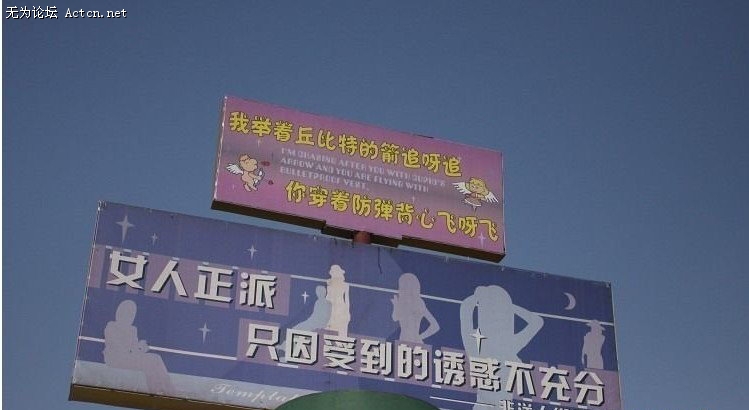 无为论坛 Actcn.net
我举着丘比特的箭追呀追
I'M CHASING AFTER YOU WITH CUPID'S
ARROW AND YOU ARE FLYING WITH
BULLETPROOF VERT.
你穿着防弹背心飞呀飞
女人正派
只因受到的诱惑不充分